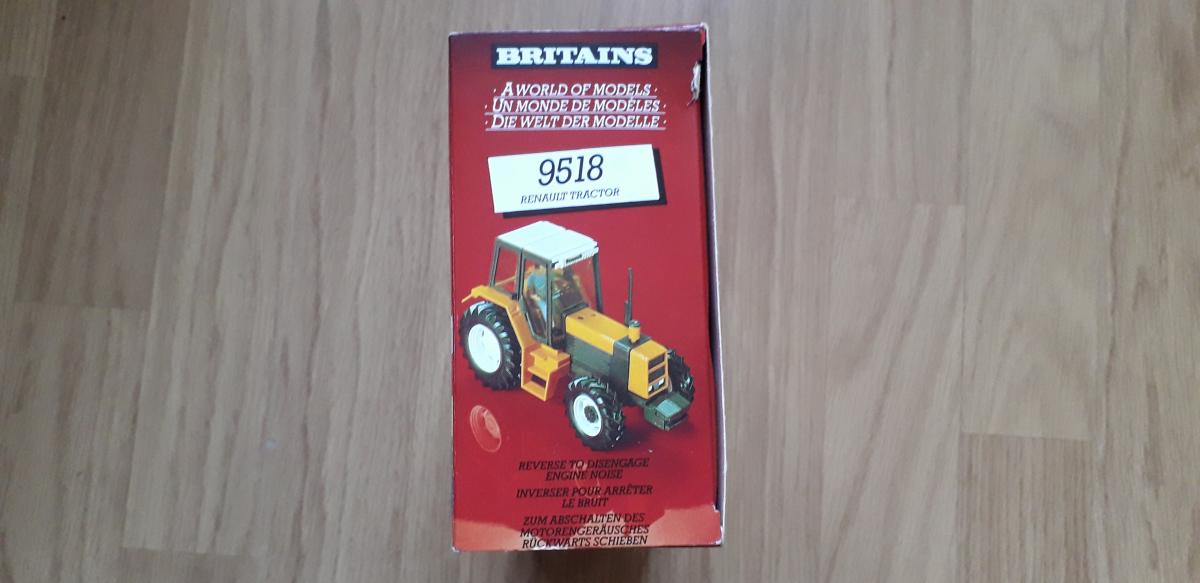 BRITAINS
· A WORLD OF MODELS ·
· UN MONDE DE MODÈLES ·
· DIE WELT DER MODELLE ·
9518
RENAULT TRACTOR
REVERSE TO DISENGAGE
ENGINE NOISE
INVERSER POUR ARRÊTER
LE BRUIT
ZUM ABSCHALTEN DES
MOTORENGERÄUSCHES
RÜCKWARTS SCHIEBEN